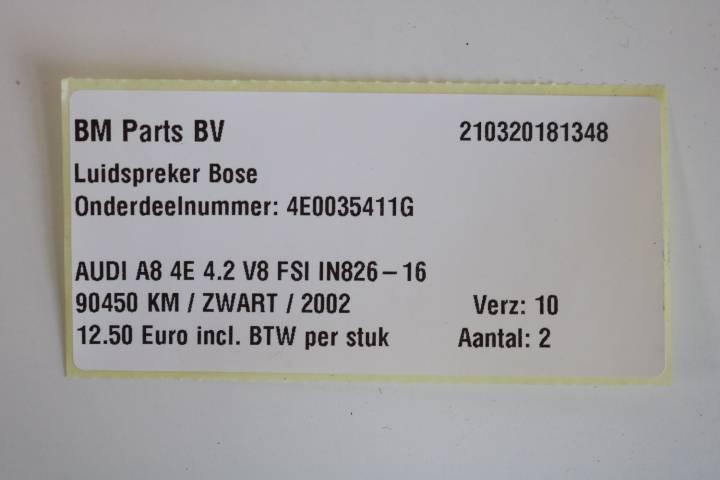 BM Parts BV 210320181348
Luidspreker Bose
Onderdeelnummer: 4E0035411G
AUDI A8 4E 4.2 V8 FSI IN826-16
90450 KM / ZWART / 2002 Verz: 10
12.50 Euro incl. BTW per stuk Aantal: 2